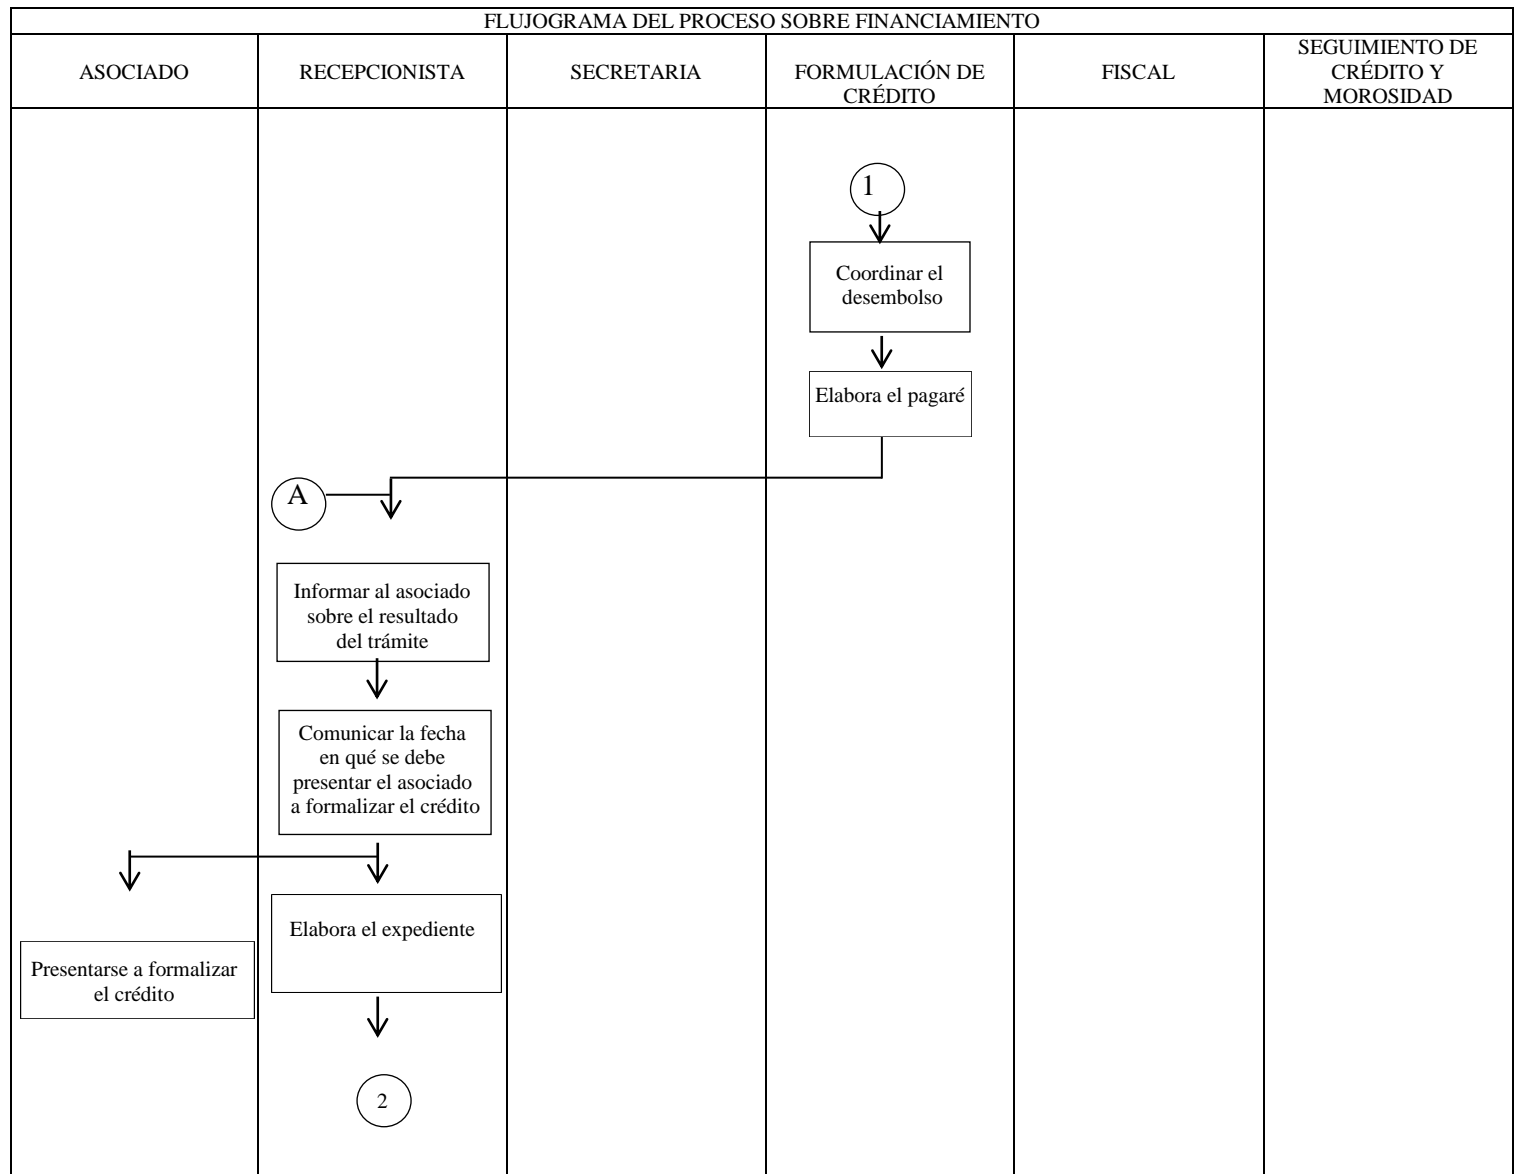 FLUJOGRAMA DEL PROCESO SOBRE FINANCIAMIENTO
ASOCIADO
RECEPCIONISTA
SECRETARIA
FORMULACIÓN DE
CRÉDITO
FISCAL
SEGUIMIENTO DE
CRÉDITO Y
MOROSIDAD
1
Coordinar el
desembolso
Elabora el pagaré
A
Informar al asociado
sobre el resultado
del trámite
Comunicar la fecha
en qué se debe
presentar el asociado
a formalizar el crédito
Elabora el expediente
Presentarse a formalizar
el crédito
2